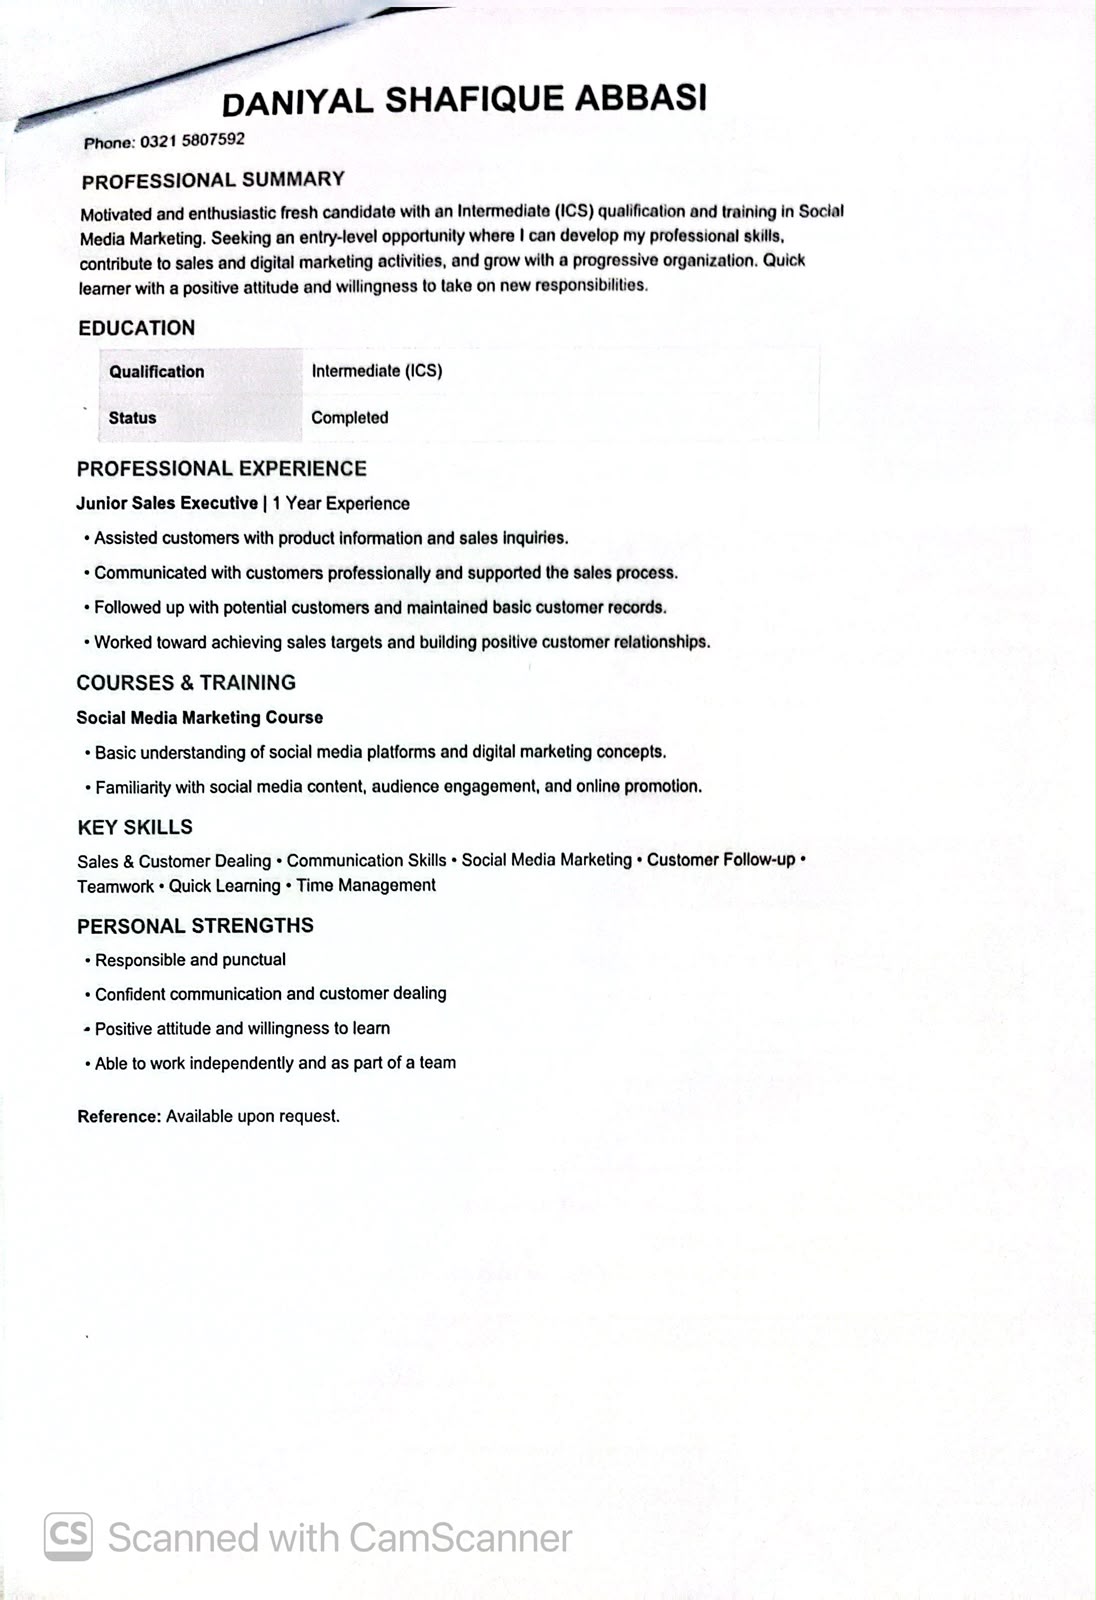 DANIYAL SHAFIQUE ABBASI
Phone: 0321 5807592
PROFESSIONAL SUMMARY
Motivated and enthusiastic fresh candidate with an Intermediate (ICS) qualification and training in Social
Media Marketing. Seeking an entry-level opportunity where I can develop my professional skills,
contribute to sales and digital marketing activities, and grow with a progressive organization. Quick
learner with a positive attitude and willingness to take on new responsibilities.
EDUCATION
Qualification Intermediate (ICS)
Status Completed
PROFESSIONAL EXPERIENCE
Junior Sales Executive | 1 Year Experience
• Assisted customers with product information and sales inquiries.
• Communicated with customers professionally and supported the sales process.
• Followed up with potential customers and maintained basic customer records.
• Worked toward achieving sales targets and building positive customer relationships.
COURSES & TRAINING
Social Media Marketing Course
• Basic understanding of social media platforms and digital marketing concepts.
• Familiarity with social media content, audience engagement, and online promotion.
KEY SKILLS
Sales & Customer Dealing • Communication Skills • Social Media Marketing • Customer Follow-up •
Teamwork • Quick Learning • Time Management
PERSONAL STRENGTHS
• Responsible and punctual
• Confident communication and customer dealing
• Positive attitude and willingness to learn
• Able to work independently and as part of a team
Reference: Available upon request.
CS Scanned with CamScanner